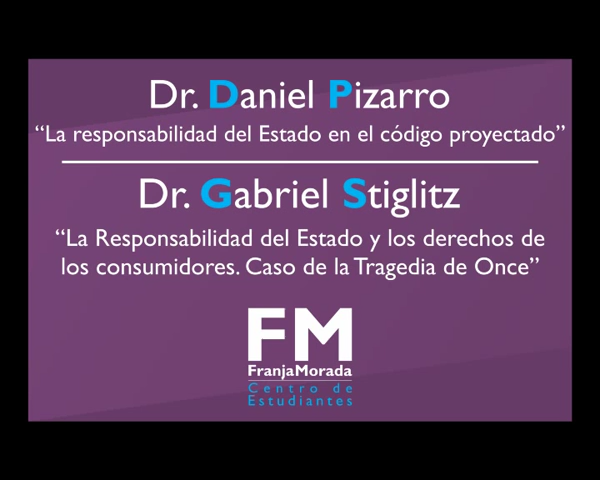 Dr. Daniel Pizarro
“La responsabilidad del Estado en el código proyectado”
Dr. Gabriel Stiglitz
“La Responsabilidad del Estado y los derechos de
los consumidores. Caso de la Tragedia de Once”
FM
FranjaMorada
Centro de
Estudiantes